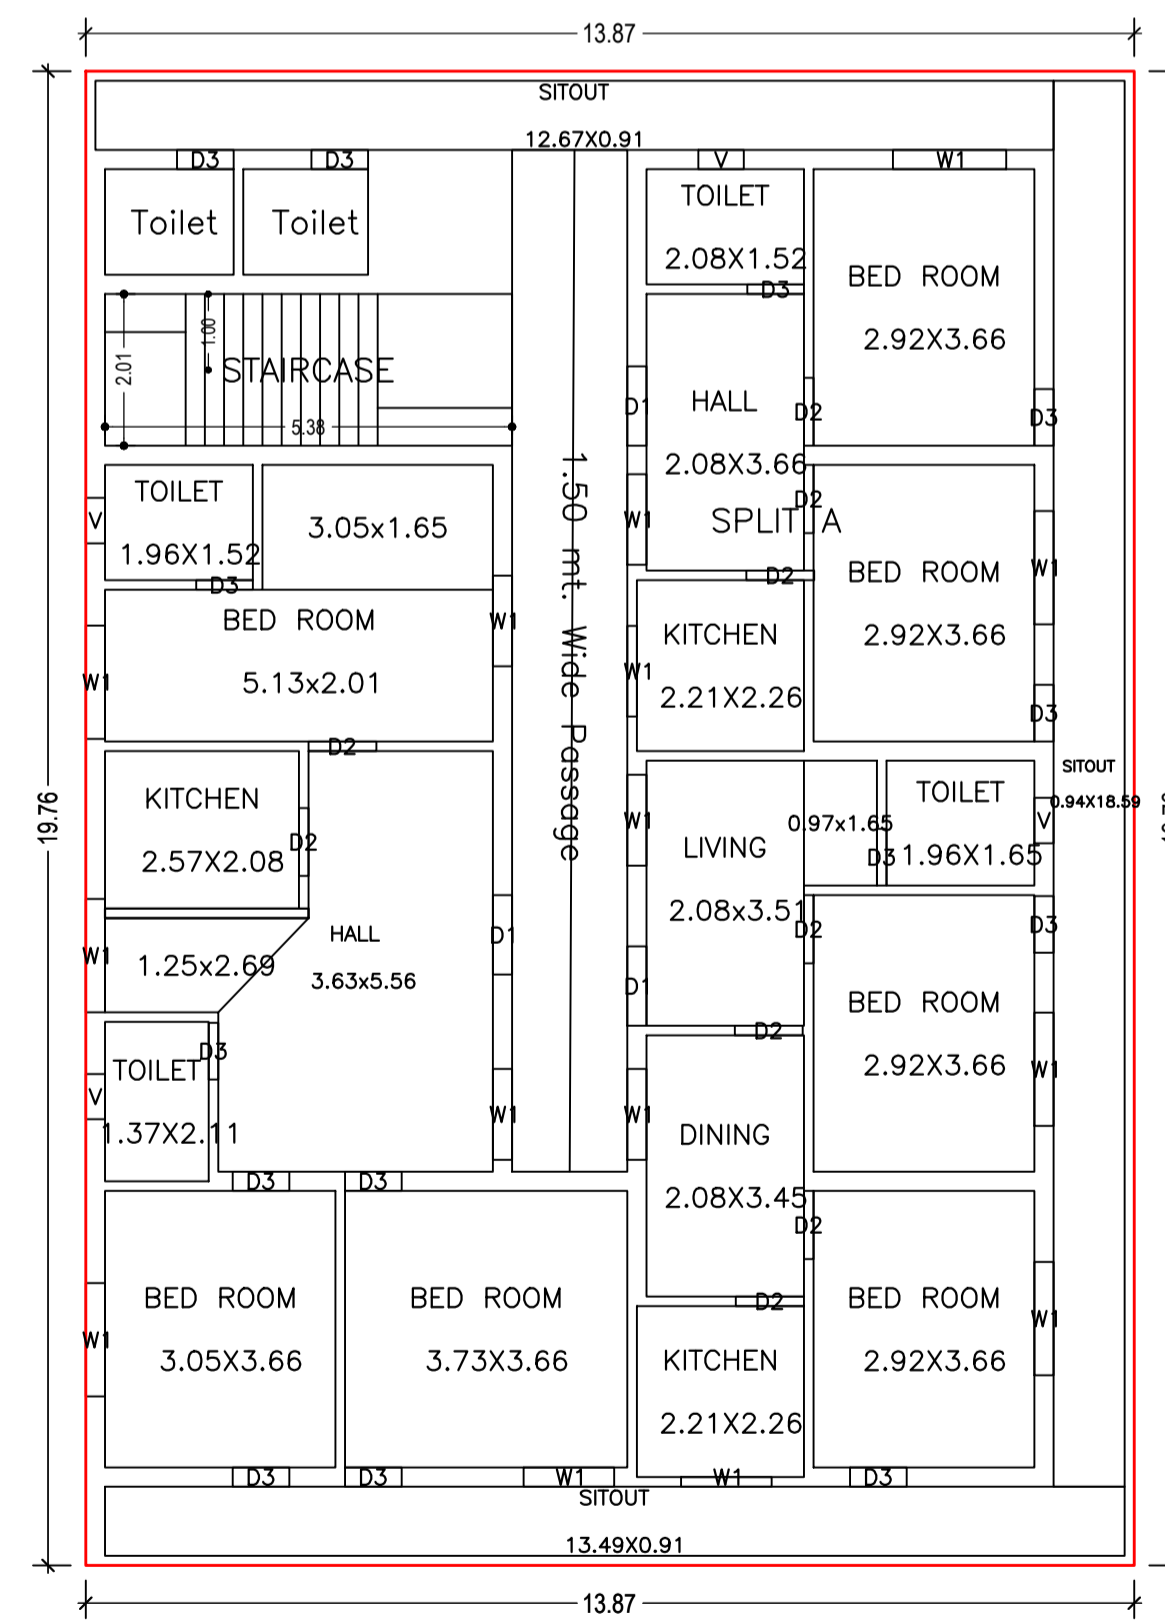 13.87
SITOUT
12.67X0.91
D3
D3
V
W1
Toilet
Toilet
TOILET
2.08X1.52
D3
BED ROOM
2.92X3.66
1.00
2.01
STAIRCASE
5.38
D1
HALL
2.08X3.66
D2
D3
TOILET
1.96X1.52
V
D3
3.05x1.65
1.50 mt. Wide Passage
W1
SPLIT A
D2
D2
BED ROOM
2.92X3.66
W1
BED ROOM
5.13x2.01
W1
W1
W1
KITCHEN
2.21X2.26
D3
D2
19.76
KITCHEN
2.57X2.08
D2
W1
LIVING
2.08x3.51
0.97x1.65
D3
TOILET
1.96X1.65
V
SITOUT
0.94X18.59
W1
1.25x2.69
HALL
3.63x5.56
D1
D1
D2
D3
D2
BED ROOM
2.92X3.66
W1
TOILET
1.37X2.11
V
D3
W1
W1
DINING
2.08X3.45
D3
D3
D2
D2
BED ROOM
3.05X3.66
W1
BED ROOM
3.73X3.66
KITCHEN
2.21X2.26
BED ROOM
2.92X3.66
W1
D3
D3
W1
W1
D3
SITOUT
13.49X0.91
13.87